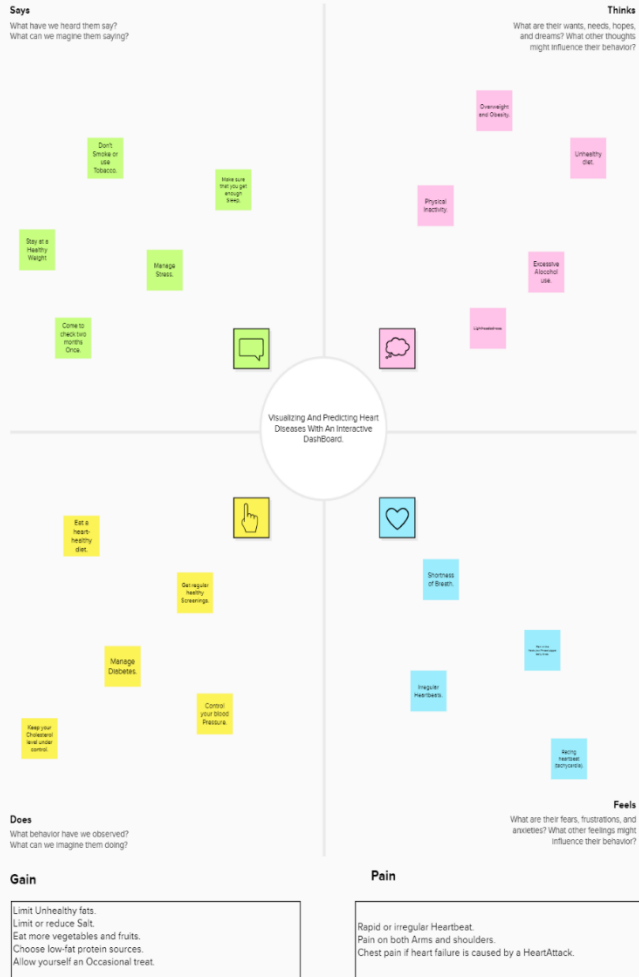 Says
What have we heard them say?
What can we magine them saying?
Thinks
What are their wants, needs, hopes,
and dreams? What other thoughts
might influence their behavior?
Don't
Smoke or
use
Tobacco.
Make sure
that you get
enough
Sleep.
Stay at a
Healthy
Weight
Manage
Stress.
Come to
check two
months
Once.
Overweight
and Obesity.
Unhealthy
diet.
Physical
Inactivity.
Excessive
Alocohol
use.
Visualizing And Predicting Heart
Diseases With An Interactive
DashBoard.
Eat a
heart-
healthy
diet.
Get regular
healthy
Screenings.
Manage
Diabetes.
Control
your blood
Pressure.
Keep your
Cholesterol
level under
control.
Shortness
of Breath.
Irregular
Heartbeats.
Racing
heartbeat
(tachycardia).
Does
What behavior have we observed?
What can we imagine them doing?
Feels
What are their fears, frustrations, and
anxieties? What other feelings might
influence their behavior?
Gain
Limit Unhealthy fats.
Limit or reduce Salt.
Eat more vegetables and fruits.
Choose low-fat protein sources.
Allow yourself an Occasional treat.
Pain
Rapid or irregular Heartbeat.
Pain on both Arms and shoulders.
Chest pain if heart failure is caused by a HeartAttack.